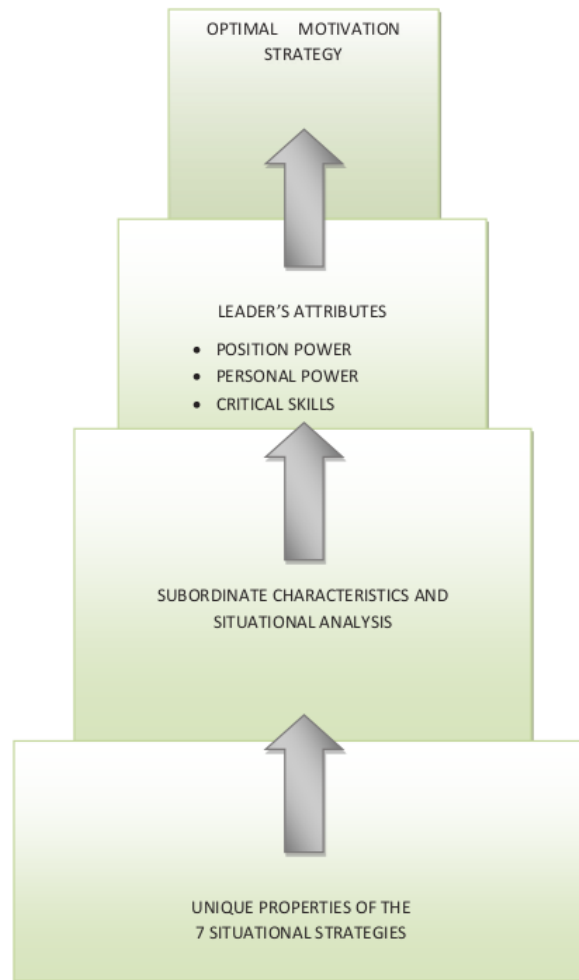 OPTIMAL MOTIVATION
STRATEGY
LEADER’S ATTRIBUTES
• POSITION POWER
• PERSONAL POWER
• CRITICAL SKILLS
SUBORDINATE CHARACTERISTICS AND
SITUATIONAL ANALYSIS
UNIQUE PROPERTIES OF THE
7 SITUATIONAL STRATEGIES